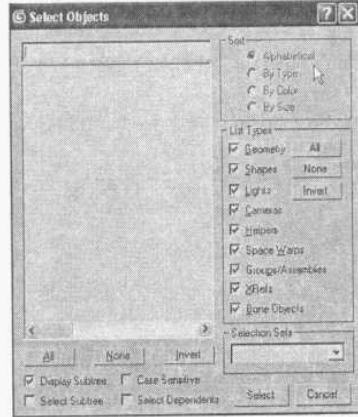 Select Objects
Sort
Alphabetical
By Type
By Color
By Size
List Types
Geometry All
Shapes None
Lights Invert
Cameras
Helpers
Space Warps
Groups/Assemblies
XRefs
Bone Objects
Selection Sets
All None Invert
Display Subtree Case Sensitive
Select Subtree Select Dependents
Select Cancel